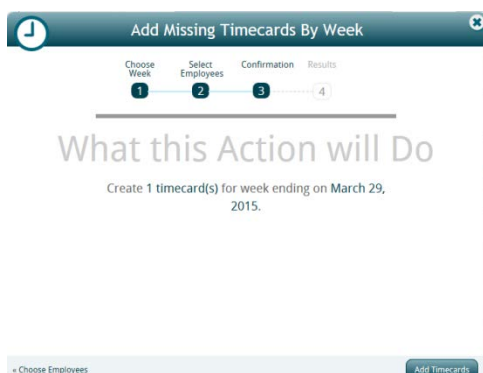 Add Missing Timecards By Week
Choose Week
Select Employees
Confirmation
Results
1
2
3
4
What this Action will Do
Create 1 timecard(s) for week ending on March 29,
2015.
« Choose Employees
Add Timecards